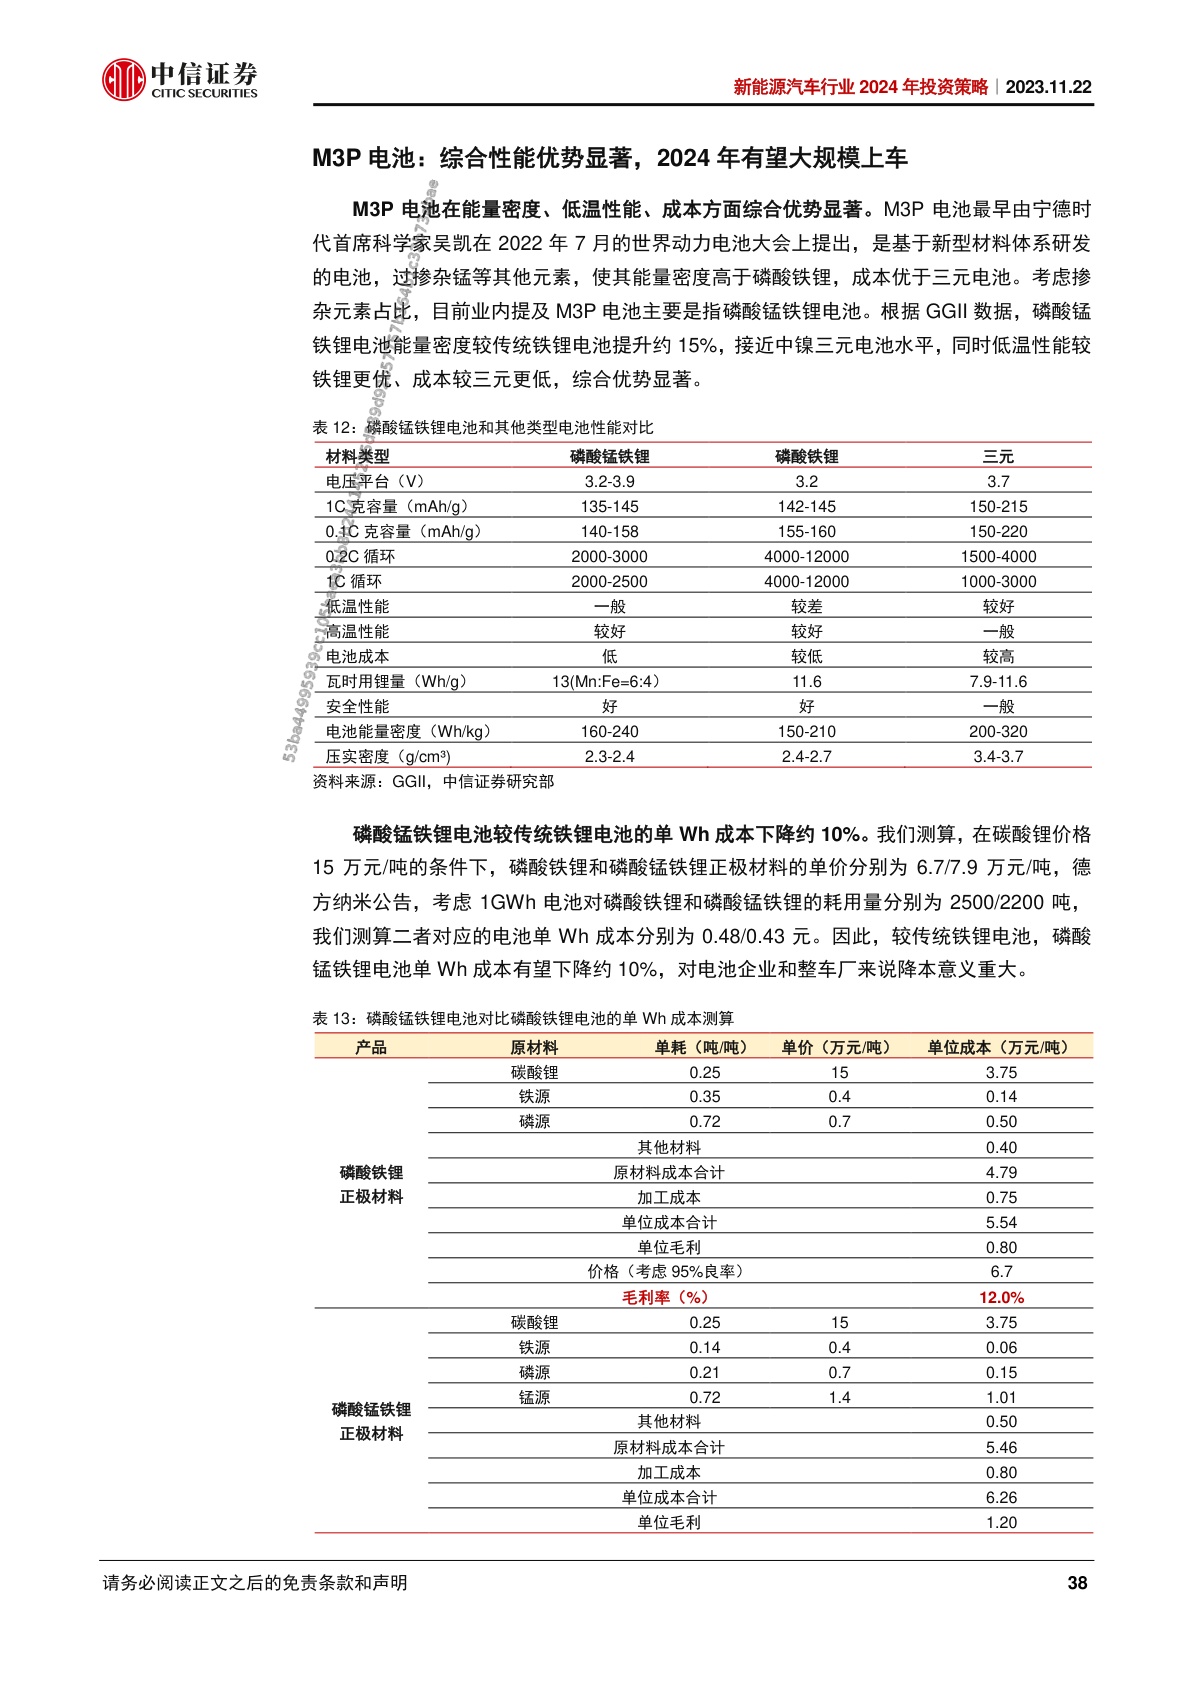 中信证券
CITIC SECURITIES
新能源汽车行业 2024 年投资策略｜2023.11.22
M3P 电池：综合性能优势显著，2024 年有望大规模上车
M3P 电池在能量密度、低温性能、成本方面综合优势显著。M3P 电池最早由宁德时
代首席科学家吴凯在 2022 年 7 月的世界动力电池大会上提出，是基于新型材料体系研发
的电池，过掺杂锰等其他元素，使其能量密度高于磷酸铁锂，成本优于三元电池。考虑掺
杂元素占比，目前业内提及 M3P 电池主要是指磷酸锰铁锂电池。根据 GGII 数据，磷酸锰
铁锂电池能量密度较传统铁锂电池提升约 15%，接近中镍三元电池水平，同时低温性能较
铁锂更优、成本较三元更低，综合优势显著。
表 12：磷酸锰铁锂电池和其他类型电池性能对比
材料类型 磷酸锰铁锂 磷酸铁锂 三元
电压平台（V） 3.2-3.9 3.2 3.7
1C 克容量（mAh/g） 135-145 142-145 150-215
0.1C 克容量（mAh/g） 140-158 155-160 150-220
0.2C 循环 2000-3000 4000-12000 1500-4000
1C 循环 2000-2500 4000-12000 1000-3000
低温性能 一般 较差 较好
高温性能 较好 较好 一般
电池成本 低 较低 较高
瓦时用锂量（Wh/g） 13(Mn:Fe=6:4） 11.6 7.9-11.6
安全性能 好 好 一般
电池能量密度（Wh/kg） 160-240 150-210 200-320
压实密度（g/cm³） 2.3-2.4 2.4-2.7 3.4-3.7
资料来源：GGII，中信证券研究部
磷酸锰铁锂电池较传统铁锂电池的单 Wh 成本下降约 10%。我们测算，在碳酸锂价格
15 万元/吨的条件下，磷酸铁锂和磷酸锰铁锂正极材料的单价分别为 6.7/7.9 万元/吨，德
方纳米公告，考虑 1GWh 电池对磷酸铁锂和磷酸锰铁锂的耗用量分别为 2500/2200 吨，
我们测算二者对应的电池单 Wh 成本分别为 0.48/0.43 元。因此，较传统铁锂电池，磷酸
锰铁锂电池单 Wh 成本有望下降约 10%，对电池企业和整车厂来说降本意义重大。
表 13：磷酸锰铁锂电池对比磷酸铁锂电池的单 Wh 成本测算
产品 原材料 单耗（吨/吨） 单价（万元/吨） 单位成本（万元/吨）
碳酸锂 0.25 15 3.75
铁源 0.35 0.4 0.14
磷源 0.72 0.7 0.50
其他材料 0.40
磷酸铁锂 原材料成本合计 4.79
正极材料 加工成本 0.75
单位成本合计 5.54
单位毛利 0.80
价格（考虑 95%良率） 6.7
毛利率（%） 12.0%
碳酸锂 0.25 15 3.75
铁源 0.14 0.4 0.06
磷源 0.21 0.7 0.15
锰源 0.72 1.4 1.01
磷酸锰铁锂 其他材料 0.50
正极材料 原材料成本合计 5.46
加工成本 0.80
单位成本合计 6.26
单位毛利 1.20
请务必阅读正文之后的免责条款和声明 38